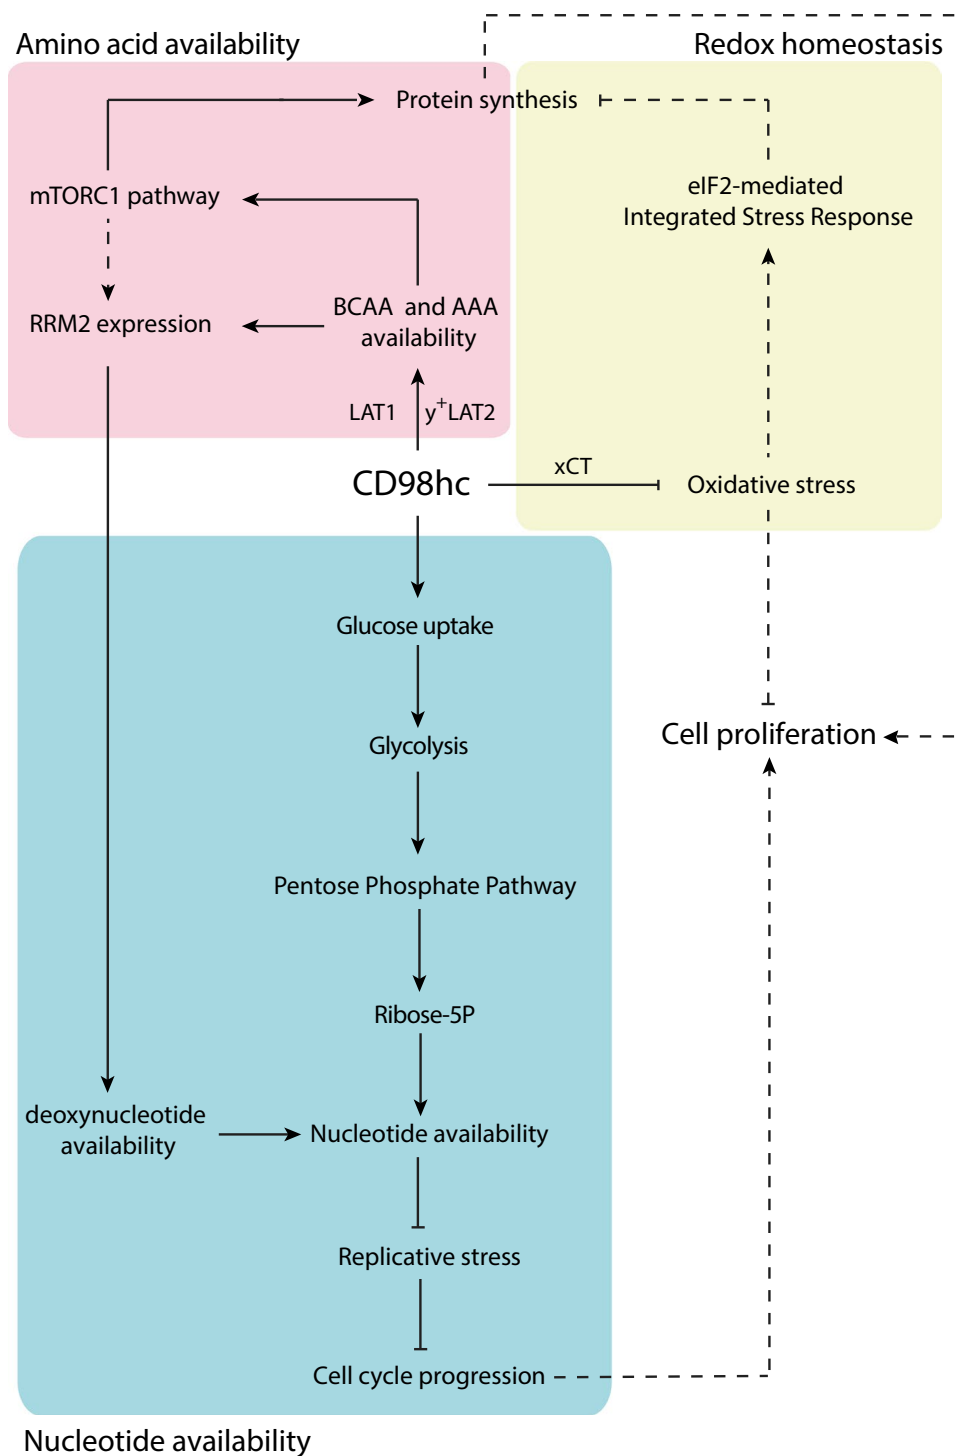 Amino acid availability
Redox homeostasis
Protein synthesis
mTORC1 pathway
eIF2-mediated
Integrated Stress Response
RRM2 expression
BCAA and AAA
availability
LAT1
y+LAT2
CD98hc
xCT
Oxidative stress
Glucose uptake
Glycolysis
Cell proliferation
Pentose Phosphate Pathway
Ribose-5P
deoxynucleotide
availability
Nucleotide availability
Replicative stress
Cell cycle progression
Nucleotide availability